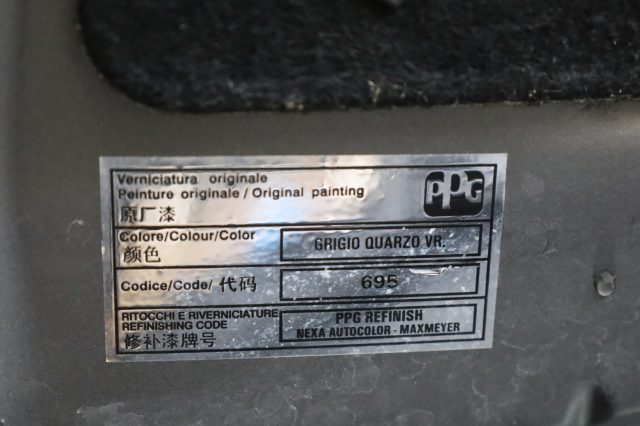 Verniciatura originale
Peinture originale / Original painting
原厂漆
PPG
Colore/Colour/Color
颜色
GRIGIO QUARZO VR.
Codice/Code/代码
695
RITOCCHI E RIVERNICIATURE
REFINISHING CODE
修补漆牌号
PPG REFINISH
NEXA AUTOCOLOR - MAXMEYER